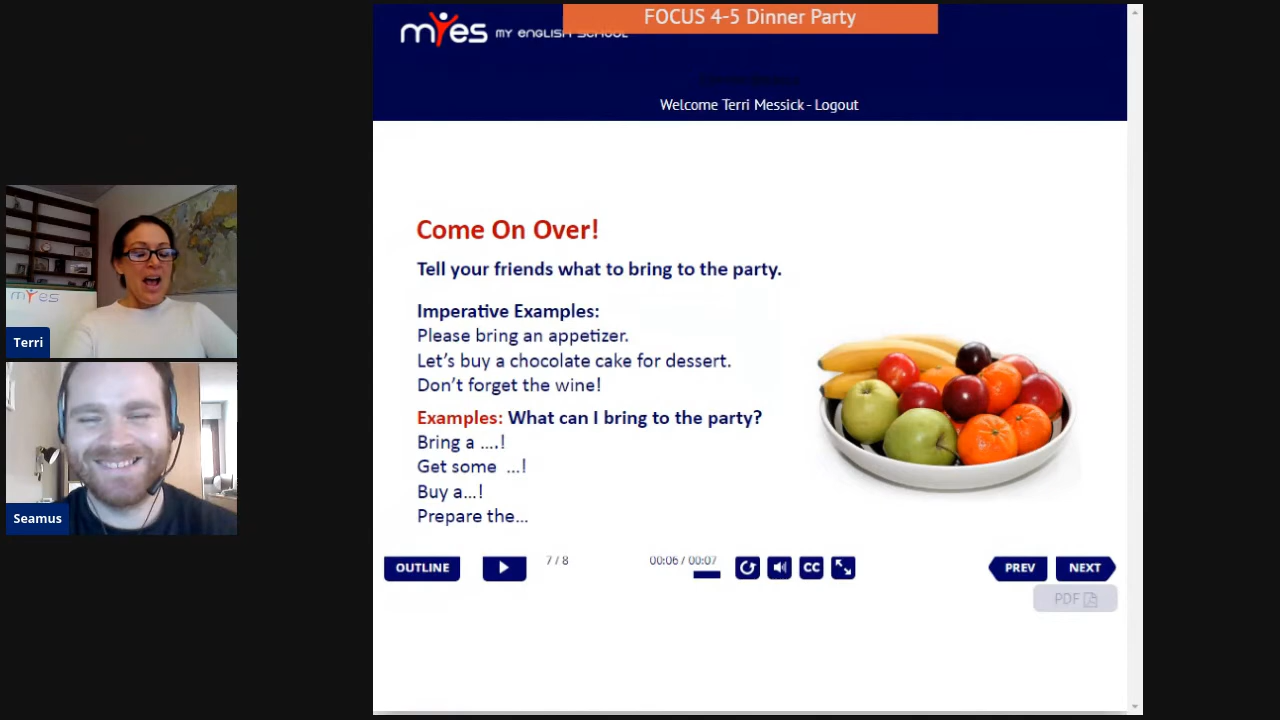 FOCUS 4-5 Dinner Party
myes MY ENGLISH SCHOOL
Welcome Terri Messick - Logout
myes
Terri
Seamus
Come On Over!
Tell your friends what to bring to the party.
Imperative Examples:
Please bring an appetizer.
Let's buy a chocolate cake for dessert.
Don't forget the wine!
Examples: What can I bring to the party?
Bring a ....!
Get some ...!
Buy a...!
Prepare the...
OUTLINE
7 / 8
00:06 / 00:07
CC
PREV
NEXT
PDF